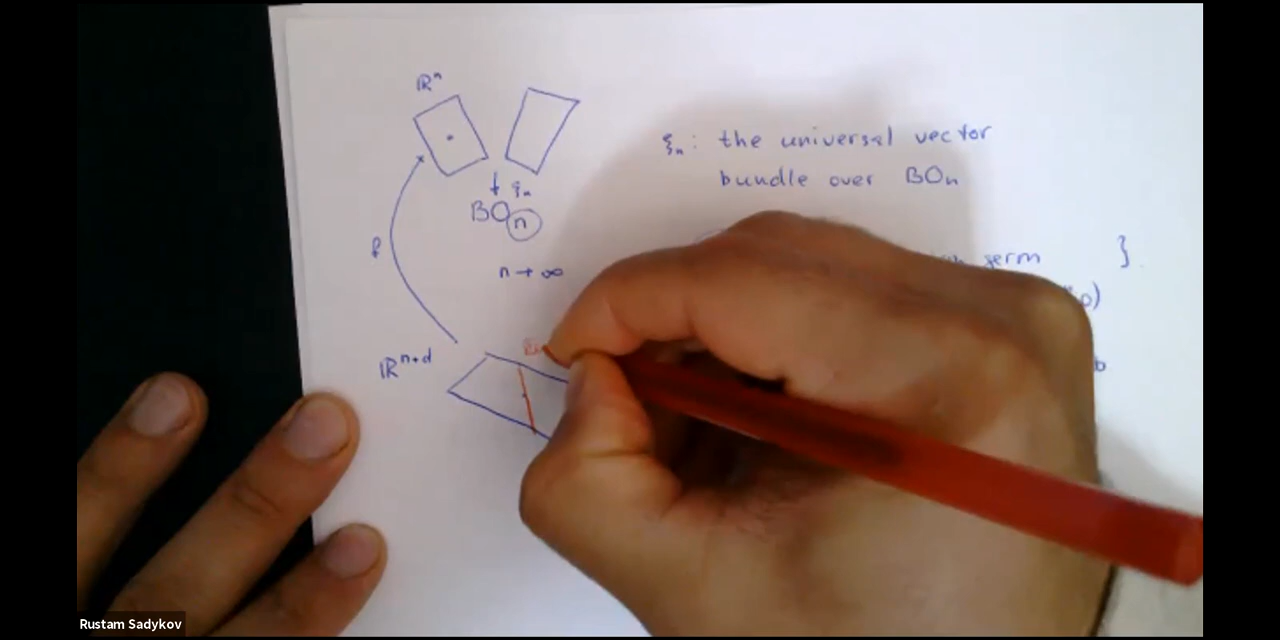 ℝⁿ
ξₙ : the universal vector
bundle over BOₙ
↓ ξₙ
BOₙ
f
n → ∞
germ }
ℝⁿ⁺ᵈ
Rustam Sadykov